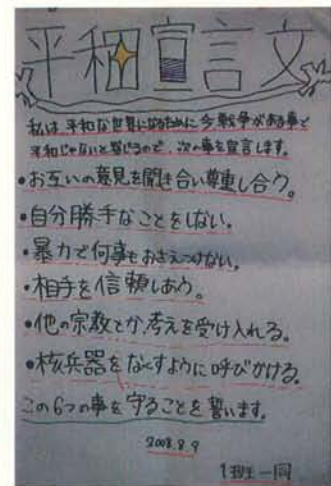 平和宣言文
私は、平和な世界になるために今、戦争がある事と
平和じゃないと感じるので、次の事を宣言します。
・お互いの意見を聞き合い尊重し合う。
・自分勝手なことをしない。
・暴力で何事もおさえつけない。
・相手を信頼しあう。
・他の宗教とか、考えを受け入れる。
・核兵器をなくすように呼びかける。
この6つの事を守ることを誓います。
2008.8.9
1班一同